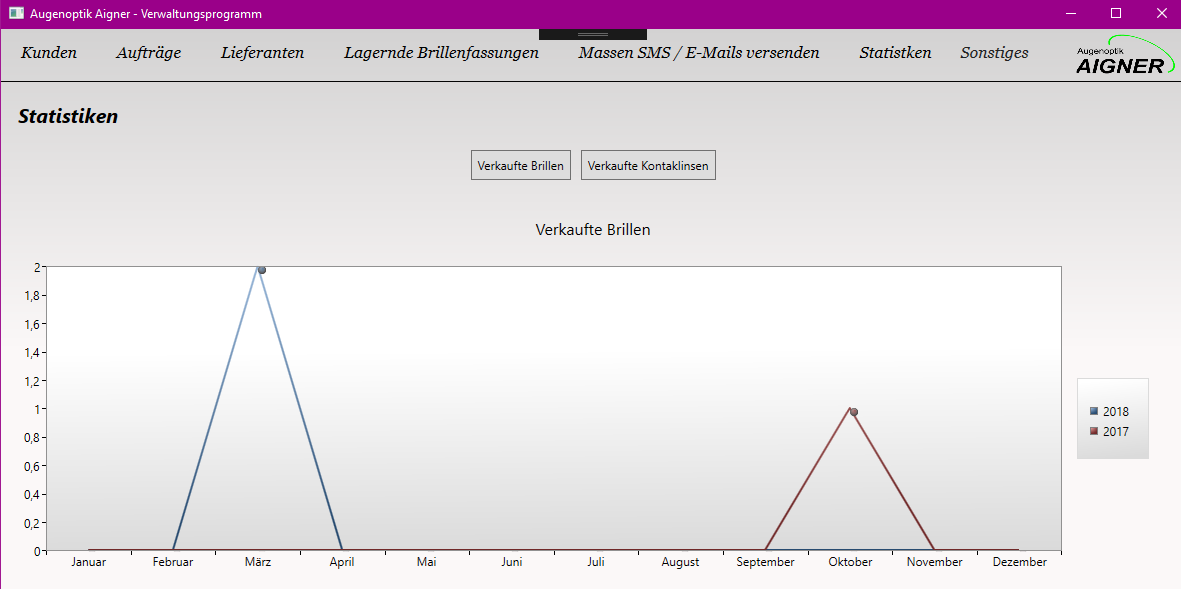 Augenoptik Aigner - Verwaltungsprogramm
Kunden Aufträge Lieferanten Lagernde Brillenfassungen Massen SMS / E-Mails versenden Statistken Sonstiges
Augenoptik
AIGNER
Statistiken
Verkaufte Brillen Verkaufte Kontaklinsen
Verkaufte Brillen
2
1,8
1,6
1,4
1,2
1
0,8
0,6
0,4
0,2
0
Januar Februar März April Mai Juni Juli August September Oktober November Dezember
2018
2017